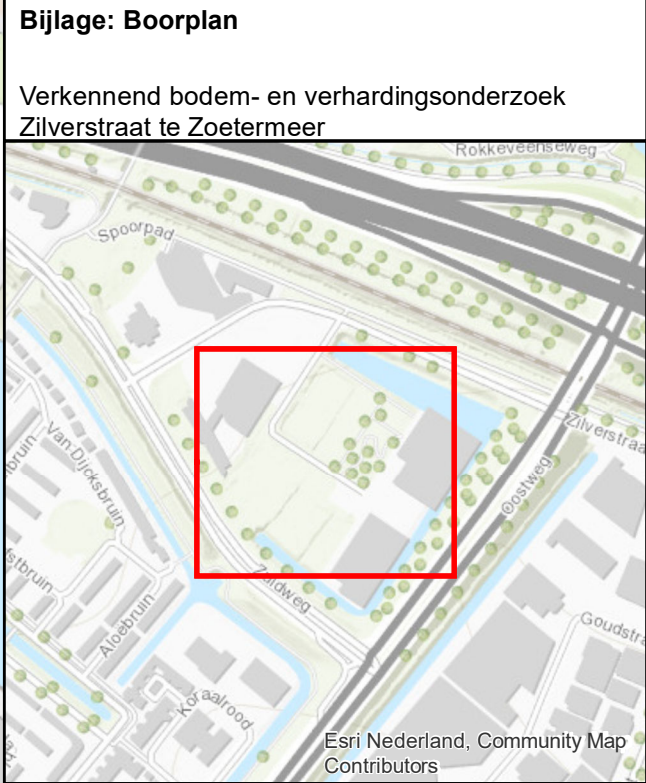 Bijlage: Boorplan
Verkennend bodem- en verhardingsonderzoek
Zilverstraat te Zoetermeer
Rokkeveenseweg
Spoorpad
Zilverstraa
Oostweg
Van Dijcksbruin
Aloëbruin
Zuidweg
Goudstra
Koraalrood
Esri Nederland, Community Map
Contributors